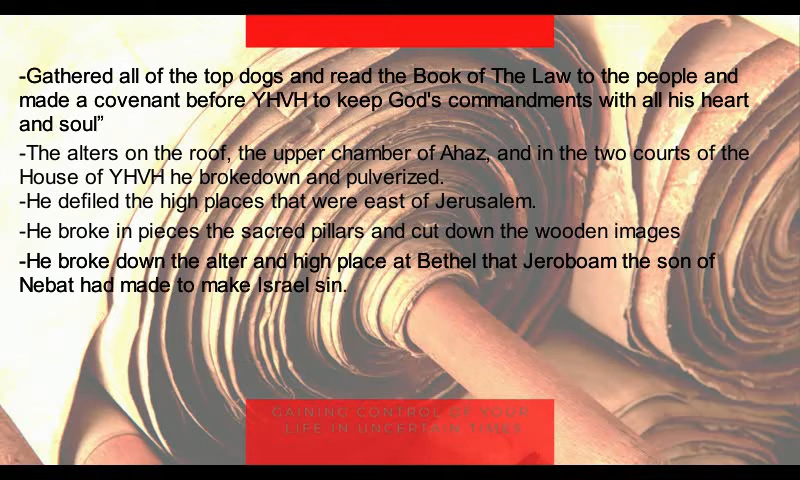 -Gathered all of the top dogs and read the Book of The Law to the people and
made a covenant before YHVH to keep God's commandments with all his heart
and soul”
-The alters on the roof, the upper chamber of Ahaz, and in the two courts of the
House of YHVH he brokedown and pulverized.
-He defiled the high places that were east of Jerusalem.
-He broke in pieces the sacred pillars and cut down the wooden images
-He broke down the alter and high place at Bethel that Jeroboam the son of
Nebat had made to make Israel sin.
GAINING CONTROL OF YOUR
LIFE IN UNCERTAIN TIMES